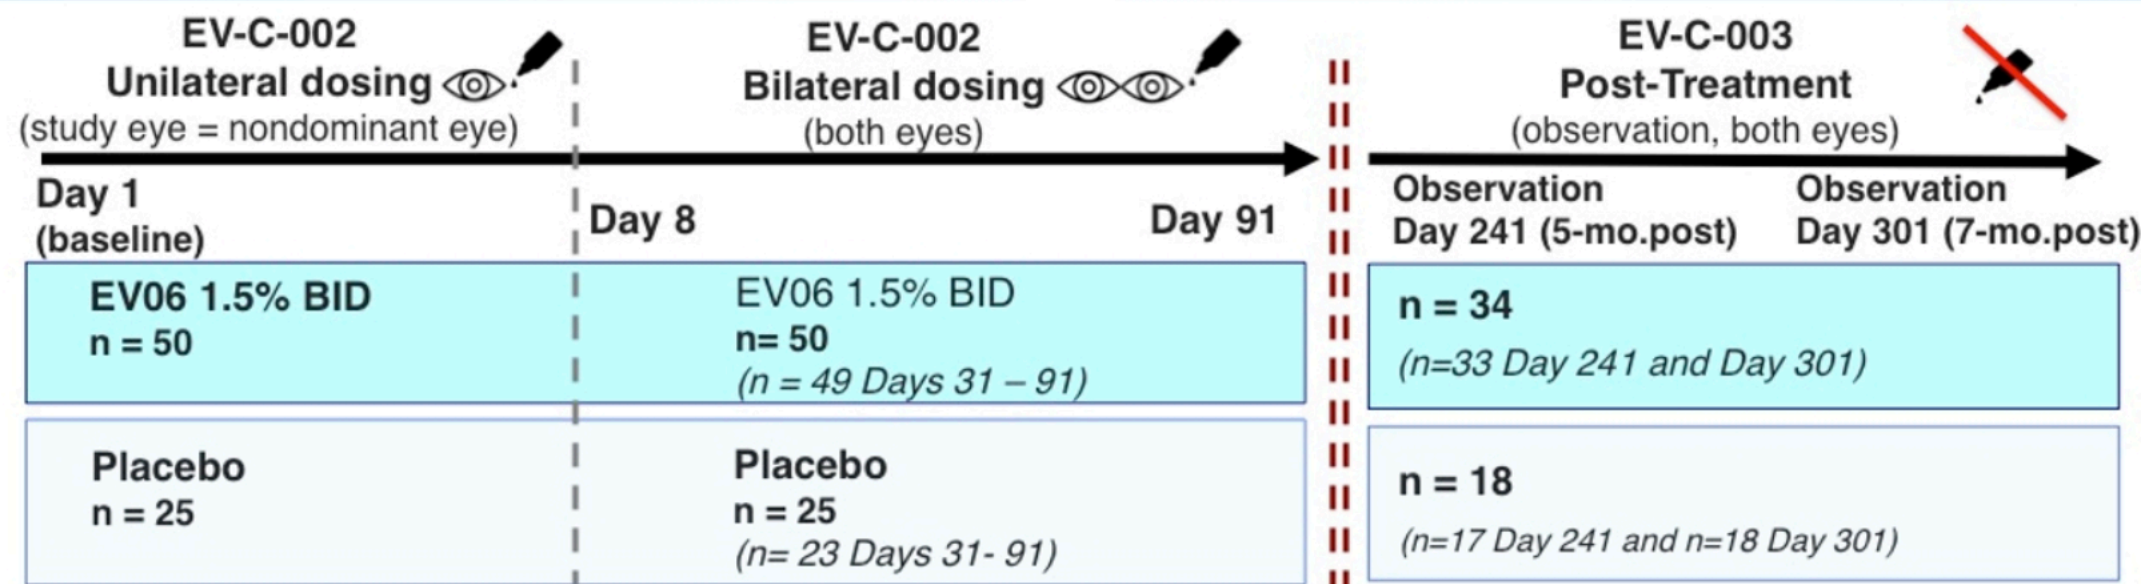 EV-C-002
Unilateral dosing
(study eye = nondominant eye)
EV-C-002
Bilateral dosing
(both eyes)
EV-C-003
Post-Treatment
(observation, both eyes)
Day 1
(baseline)
Day 8
Day 91
Observation
Day 241 (5-mo.post)
Observation
Day 301 (7-mo.post)
EV06 1.5% BID
n = 50
EV06 1.5% BID
n= 50
(n = 49 Days 31 – 91)
n = 34
(n=33 Day 241 and Day 301)
Placebo
n = 25
Placebo
n = 25
(n= 23 Days 31- 91)
n = 18
(n=17 Day 241 and n=18 Day 301)